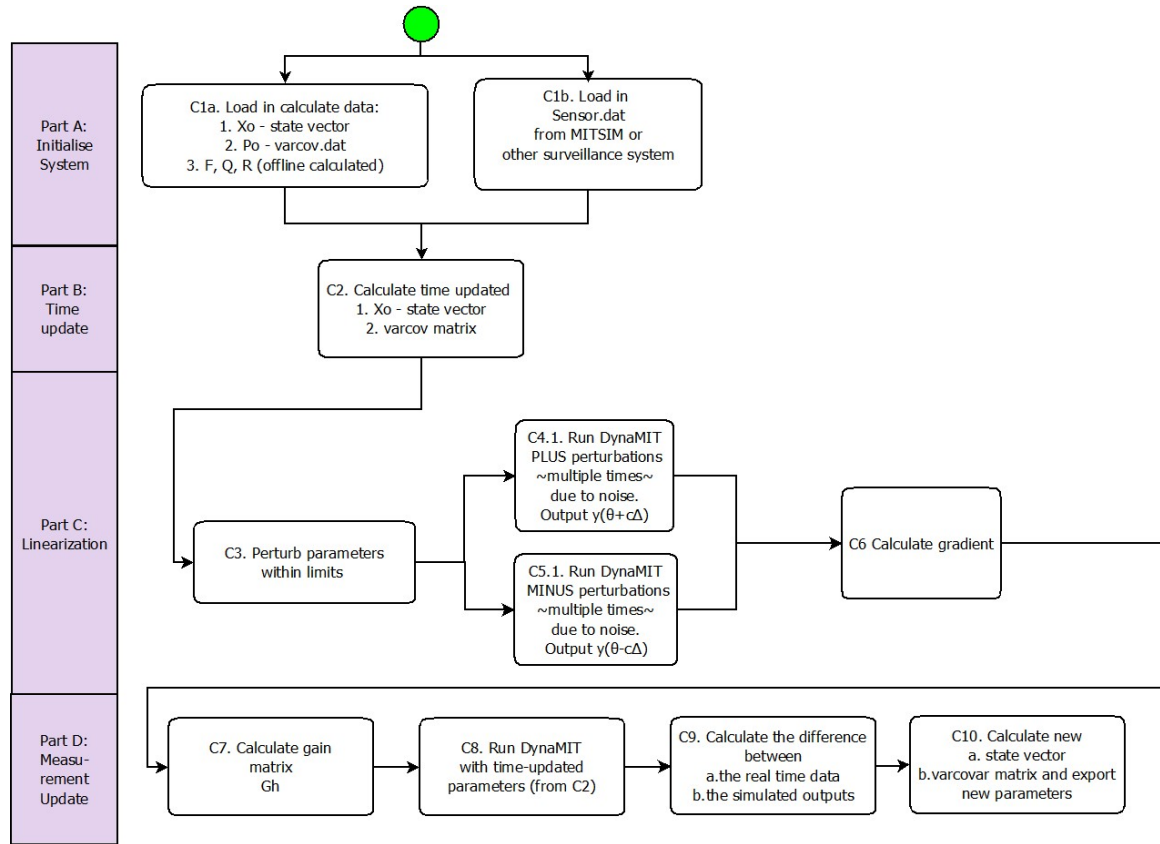 Part A:
Initialise
System
C1a. Load in calculate data:
1. Xo - state vector
2. Po - varcov.dat
3. F, Q, R (offline calculated)
C1b. Load in
Sensor.dat
from MITSIM or
other surveillance system
Part B:
Time
update
C2. Calculate time updated
1. Xo - state vector
2. varcov matrix
Part C:
Linearization
C3. Perturb parameters
within limits
C4.1. Run DynaMIT
PLUS perturbations
~multiple times~
due to noise.
Output y(θ+cΔ)
C5.1. Run DynaMIT
MINUS perturbations
~multiple times~
due to noise.
Output y(θ-cΔ)
C6 Calculate gradient
Part D:
Measu-
rement
Update
C7. Calculate gain
matrix
Gh
C8. Run DynaMIT
with time-updated
parameters (from C2)
C9. Calculate the difference
between
a.the real time data
b.the simulated outputs
C10. Calculate new
a. state vector
b.varcovar matrix and export
new parameters